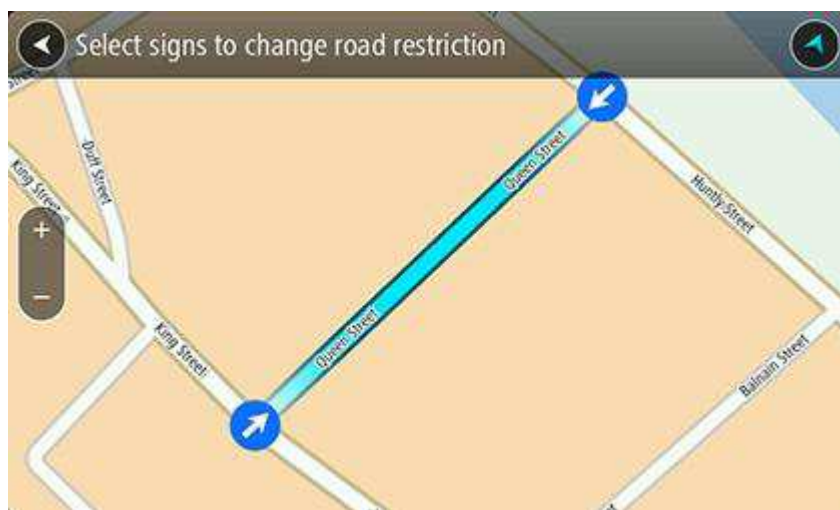 Select signs to change road restriction
Street
Duff Street
Queen Street
King Street
Huntly Street
+
–
Queen Street
King Street
Balnain Street